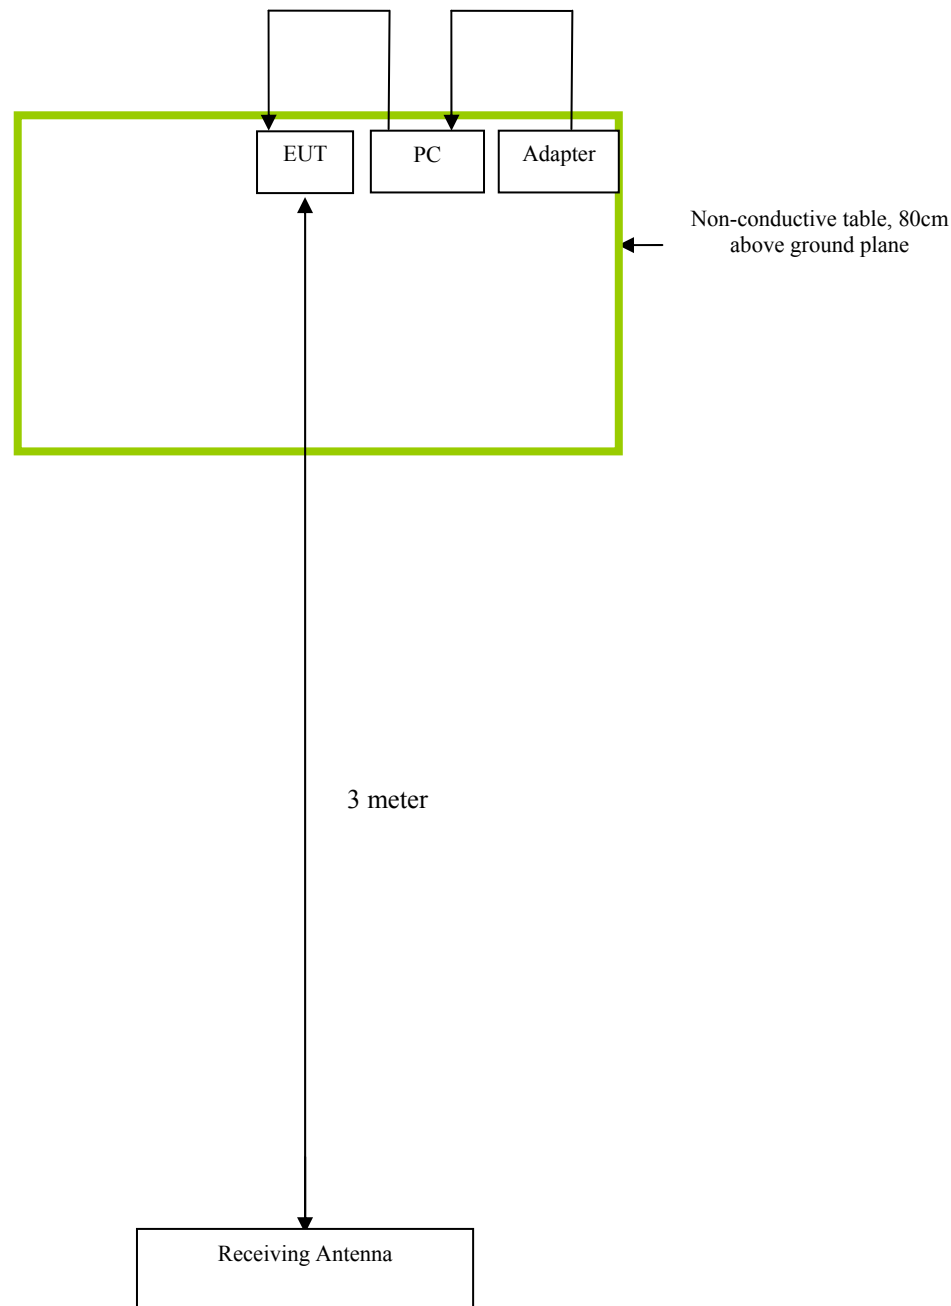 EUT
PC
Adapter
Non-conductive table, 80cm
above ground plane
3 meter
Receiving Antenna